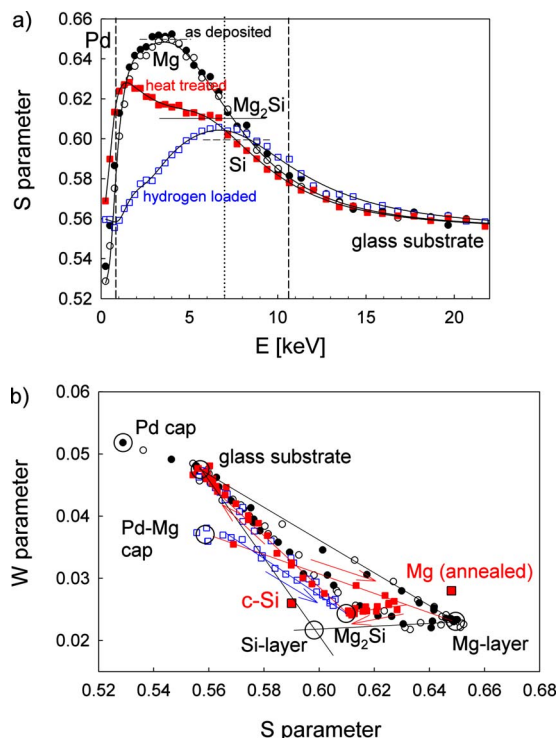 a)
0.66
0.64
0.62
0.60
0.58
0.56
0.54
0.52
S parameter
Pd
as deposited
Mg
heat treated
Mg2Si
Si
hydrogen loaded
glass substrate
0 5 10 15 20
E [keV]
b)
0.06
0.05
0.04
0.03
0.02
W parameter
Pd cap
glass substrate
Pd-Mg
cap
Mg (annealed)
c-Si
Si-layer
Mg2Si
Mg-layer
0.52 0.54 0.56 0.58 0.60 0.62 0.64 0.66 0.68
S parameter